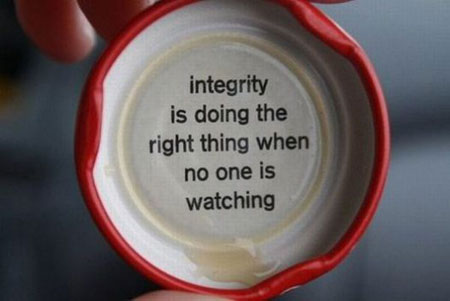 integrity
is doing the
right thing when
no one is
watching